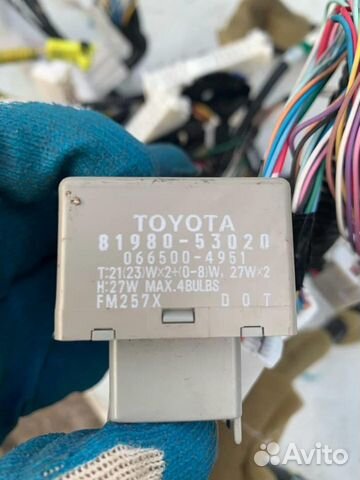 TOYOTA
81980-53020
066500-4951
T:21(23)W×2+(0-8)W, 27W×2
H:27W MAX.4BULBS
FM257X DOT
Avito